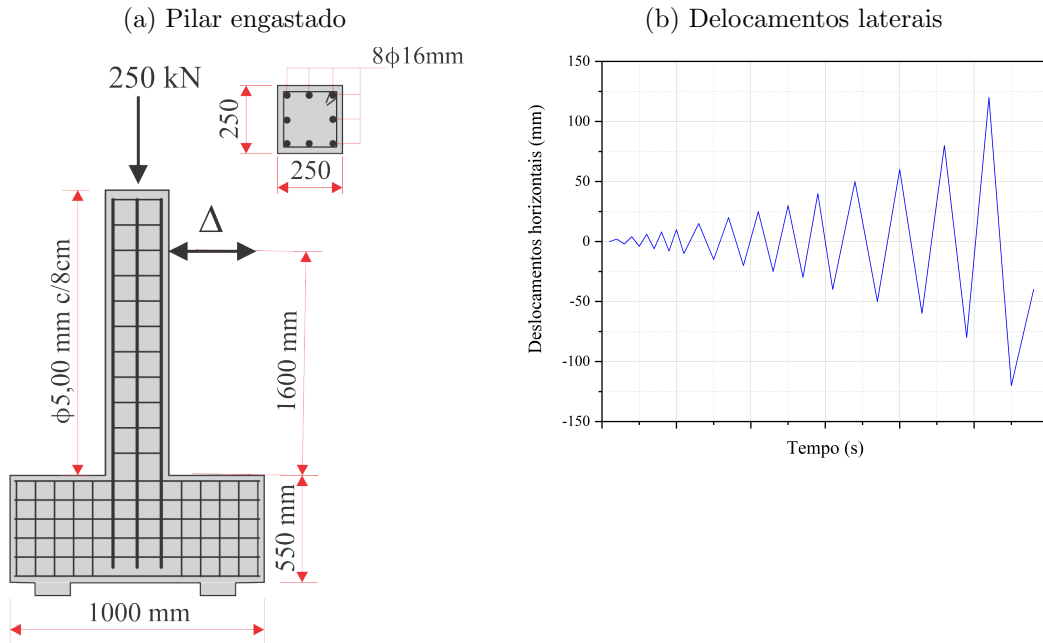 (a) Pilar engastado
250 kN
8ϕ16mm
250
250
Δ
ϕ5,00 mm c/8cm
1600 mm
550 mm
1000 mm
(b) Delocamentos laterais
150
100
50
0
-50
-100
-150
Deslocamentos horizontais (mm)
Tempo (s)